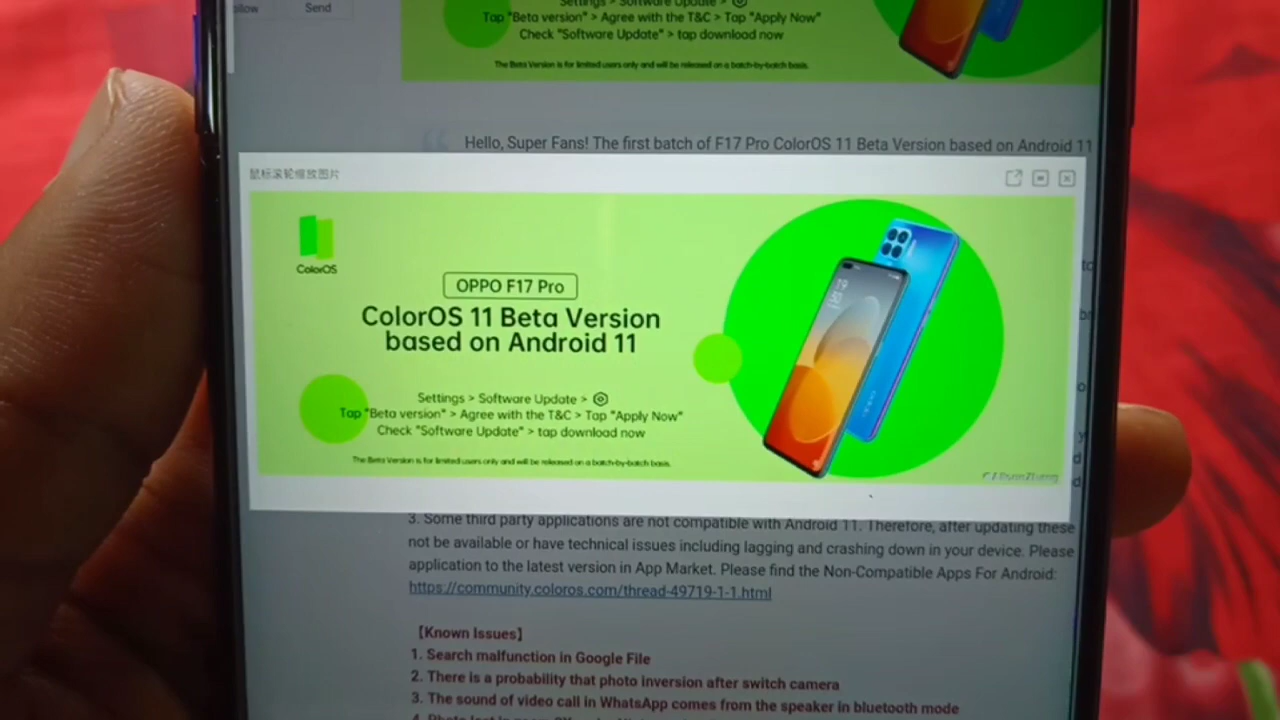 Send
Settings > Software Update >
Tap "Beta version" > Agree with the T&C > Tap "Apply Now"
Check "Software Update" > tap download now
The Beta Version is for limited users only and will be released on a batch-by-batch basis.
Hello, Super Fans! The first batch of F17 Pro ColorOS 11 Beta Version based on Android 11
鼠标滚轮缩放图片
ColorOS
OPPO F17 Pro
ColorOS 11 Beta Version
based on Android 11
Settings > Software Update >
Tap "Beta version" > Agree with the T&C > Tap "Apply Now"
Check "Software Update" > tap download now
The Beta Version is for limited users only and will be released on a batch-by-batch basis.
3. Some third party applications are not compatible with Android 11. Therefore, after updating these
not be available or have technical issues including lagging and crashing down in your device. Please
application to the latest version in App Market. Please find the Non-Compatible Apps For Android:
https://community.coloros.com/thread-49719-1-1.html
【Known Issues】
1. Search malfunction in Google File
2. There is a probability that photo inversion after switch camera
3. The sound of video call in WhatsApp comes from the speaker in bluetooth mode